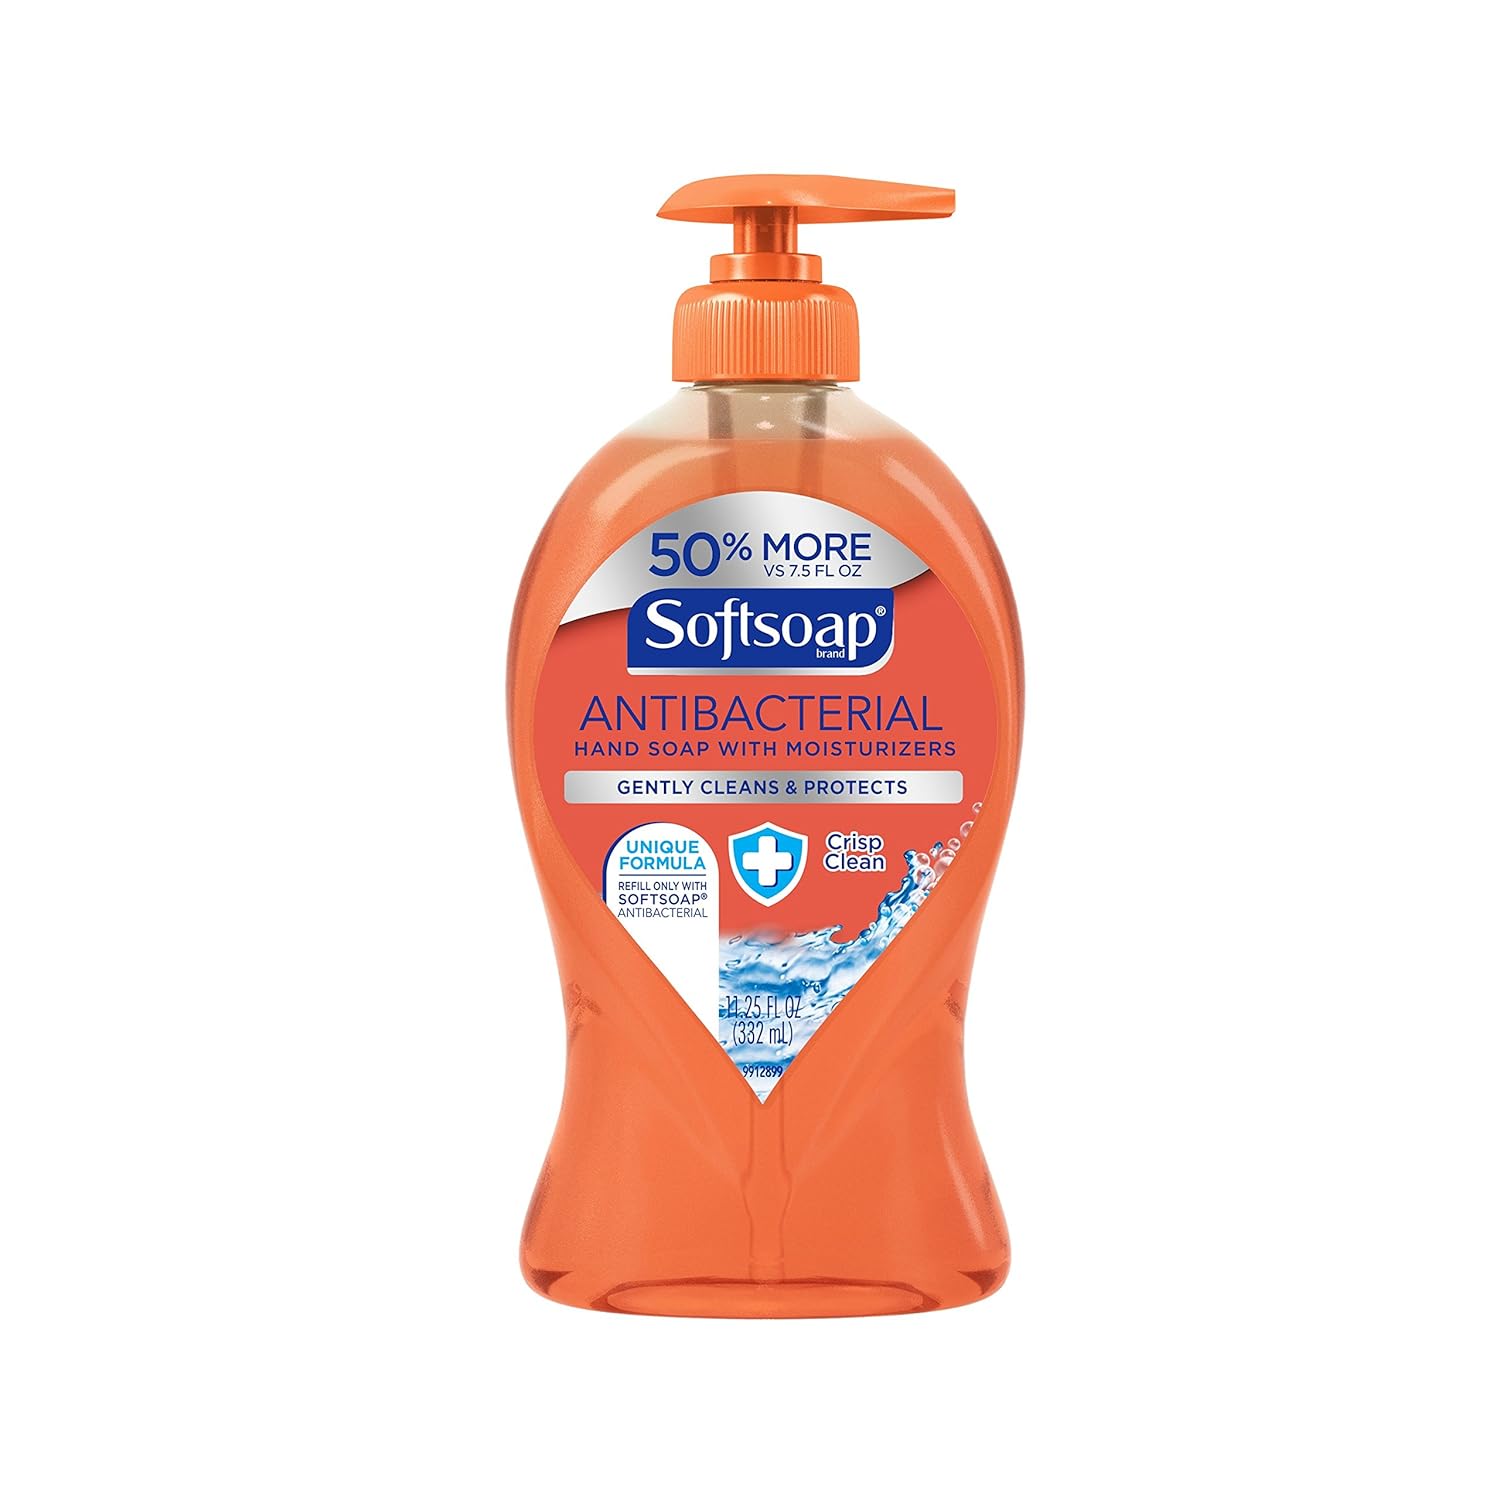 50% MORE
VS 7.5 FL OZ
Softsoap®
brand
ANTIBACTERIAL
HAND SOAP WITH MOISTURIZERS
GENTLY CLEANS & PROTECTS
UNIQUE
FORMULA
REFILL ONLY WITH
SOFTSOAP®
ANTIBACTERIAL
Crisp
Clean
11.25 FL OZ
(332 mL)
9912899